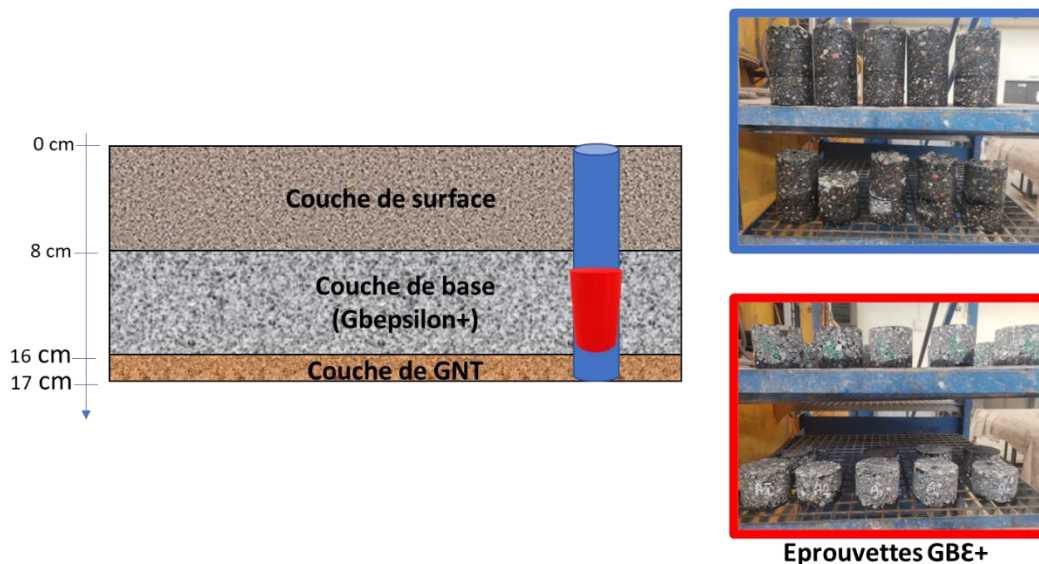 0 cm
Couche de surface
8 cm
Couche de base
(Gbepsilon+)
16 cm
Couche de GNT
17 cm
Eprouvettes GBƐ+